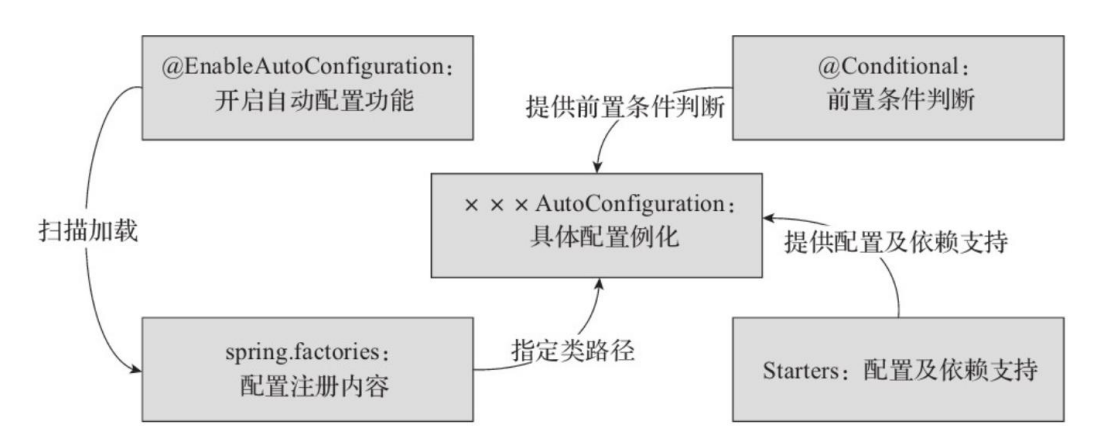 @EnableAutoConfiguration：
开启自动配置功能
@Conditional：
前置条件判断
提供前置条件判断
× × × AutoConfiguration：
具体配置例化
扫描加载
提供配置及依赖支持
spring.factories：
配置注册内容
指定类路径
Starters：配置及依赖支持